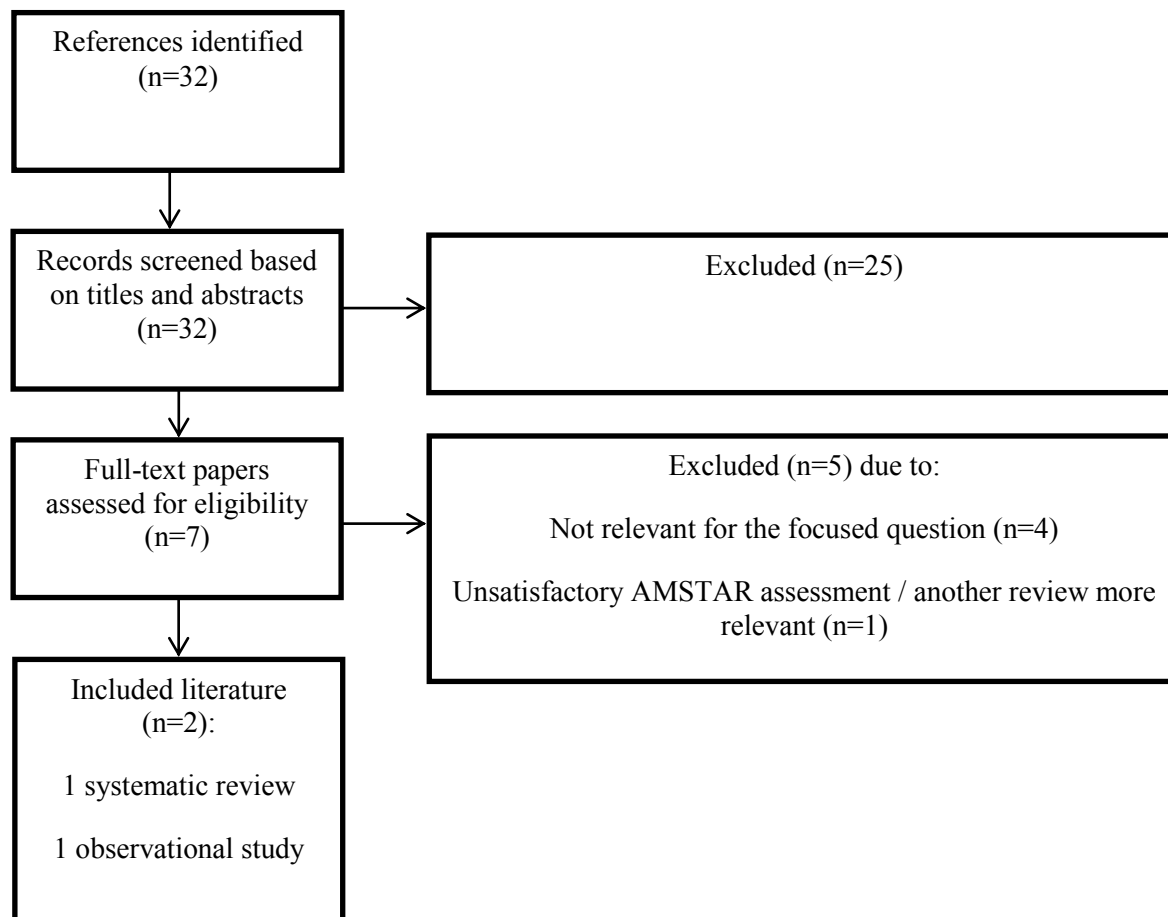 References identified
(n=32)
Records screened based
on titles and abstracts
(n=32)
Excluded (n=25)
Full-text papers
assessed for eligibility
(n=7)
Excluded (n=5) due to:
Not relevant for the focused question (n=4)
Unsatisfactory AMSTAR assessment / another review more
relevant (n=1)
Included literature
(n=2):
1 systematic review
1 observational study